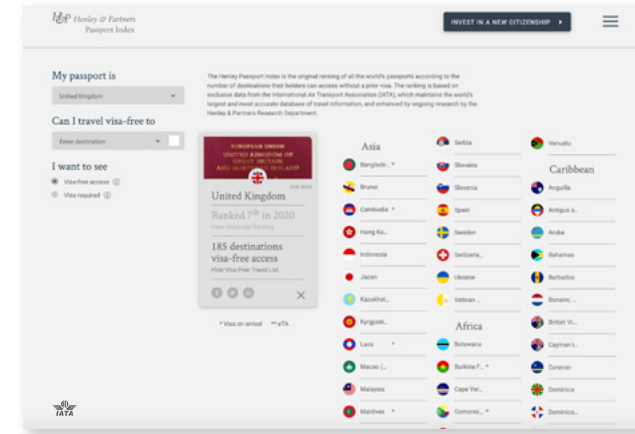 H&P Henley & Partners
Passport Index
INVEST IN A NEW CITIZENSHIP
My passport is
United Kingdom
Can I travel visa-free to
Enter destination
I want to see
Visa-free access
Visa required
The Henley Passport Index is the original ranking of all the world's passports according to the
number of destinations their holders can access without a prior visa. The ranking is based on
exclusive data from the International Air Transport Association (IATA), which maintains the world's
largest and most accurate database of travel information, and enhanced by ongoing research by the
Henley & Partners Research Department.
EUROPEAN UNION
UNITED KINGDOM OF
GREAT BRITAIN
AND NORTHERN IRELAND
see less
United Kingdom
Ranked 7th in 2020
View Historical Ranking
185 destinations
visa-free access
Hide Visa Free Travel List
* Visa on arrival ** eTA
Asia
Banglade.. *
Brunei
Cambodia *
Hong Ko...
Indonesia
Japan
Kazakhst...
Kyrgyzst...
Laos *
Macao (...
Malaysia
Maldives *
Serbia
Slovakia
Slovenia
Spain
Sweden
Switzerla...
Ukraine
Vatican ...
Africa
Botswana
Burkina F... *
Cape Ver...
Comores... *
Vanuatu
Caribbean
Anguilla
Antigua a...
Aruba
Bahamas
Barbados
Bonaire; ...
British Vi...
Cayman I...
Curacao
Dominica
Dominica...
IATA